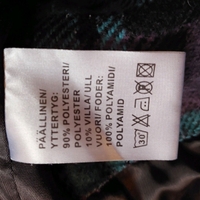 PÄÄLLINEN/
YTTERTYG:
90% POLYESTERI/
POLYESTER
10% VILLA/ULL
VUORI/FODER:
100% POLYAMIDI/
POLYAMID
30°